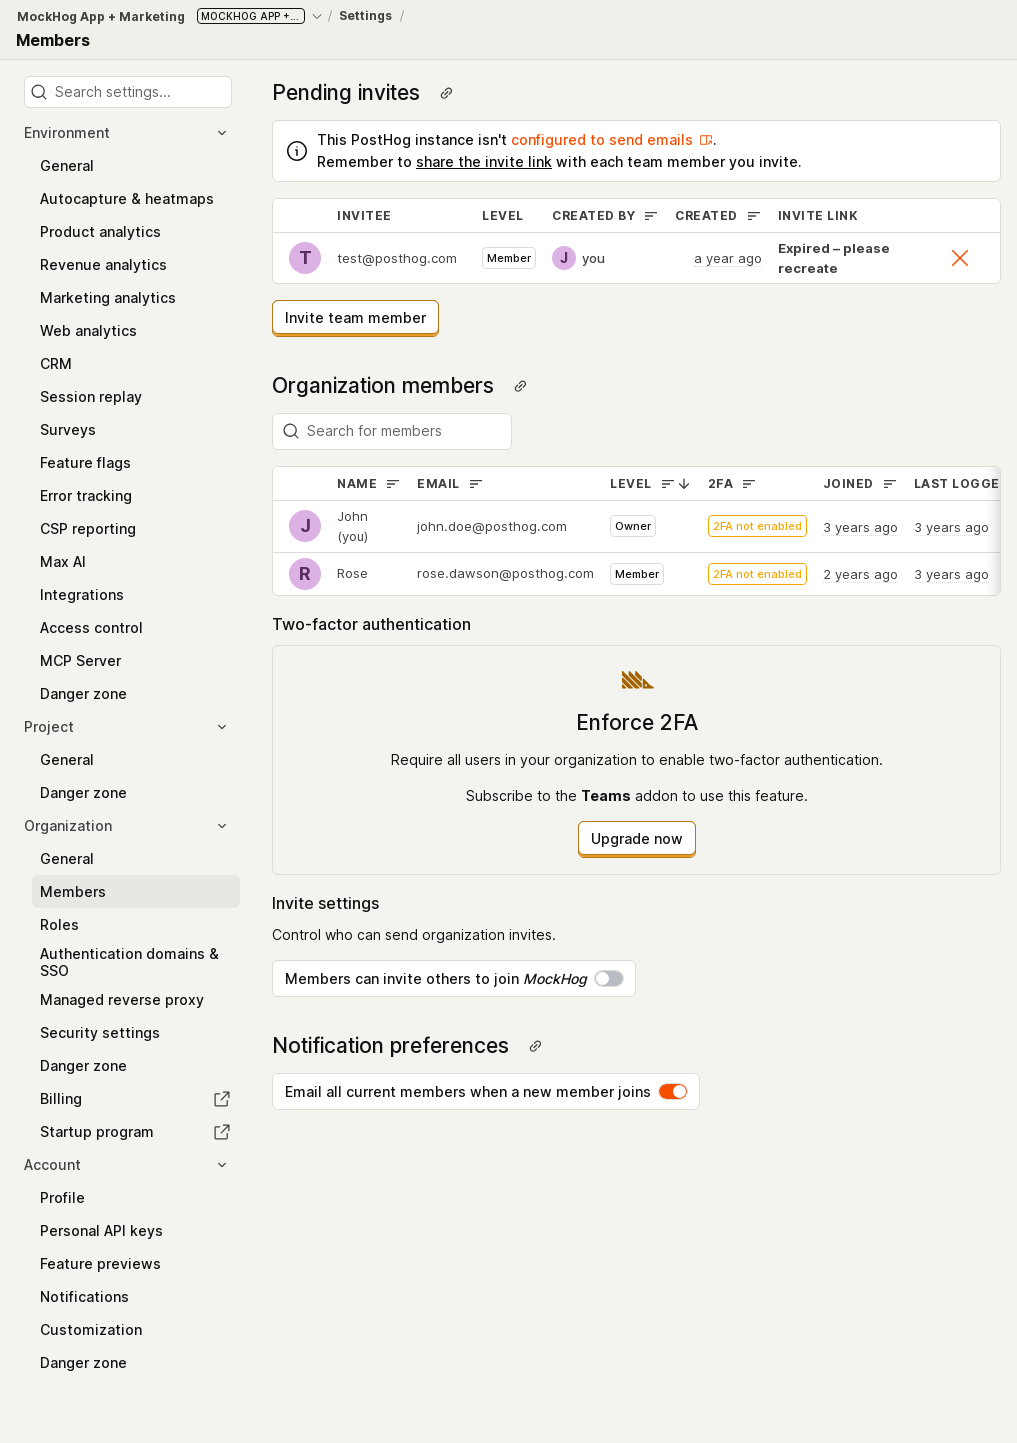 MockHog App + Marketing MOCKHOG APP +... / Settings /
Members
Search settings...
Environment
General
Autocapture & heatmaps
Product analytics
Revenue analytics
Marketing analytics
Web analytics
CRM
Session replay
Surveys
Feature flags
Error tracking
CSP reporting
Max AI
Integrations
Access control
MCP Server
Danger zone
Project
General
Danger zone
Organization
General
Members
Roles
Authentication domains &
SSO
Managed reverse proxy
Security settings
Danger zone
Billing
Startup program
Account
Profile
Personal API keys
Feature previews
Notifications
Customization
Danger zone
Pending invites
This PostHog instance isn't configured to send emails.
Remember to share the invite link with each team member you invite.
INVITEE LEVEL CREATED BY CREATED INVITE LINK
T test@posthog.com Member J you a year ago Expired – please
recreate
Invite team member
Organization members
Search for members
NAME EMAIL LEVEL 2FA JOINED LAST LOGGE
J John
(you) john.doe@posthog.com Owner 2FA not enabled 3 years ago 3 years ago
R Rose rose.dawson@posthog.com Member 2FA not enabled 2 years ago 3 years ago
Two-factor authentication
Enforce 2FA
Require all users in your organization to enable two-factor authentication.
Subscribe to the Teams addon to use this feature.
Upgrade now
Invite settings
Control who can send organization invites.
Members can invite others to join MockHog
Notification preferences
Email all current members when a new member joins